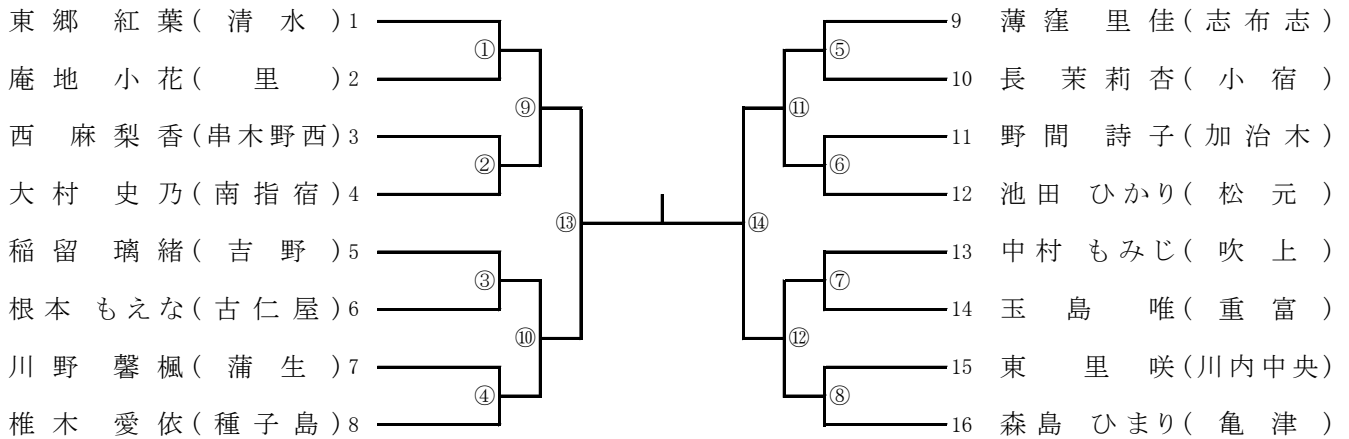 東郷 紅葉(清水)1
庵地 小花(里)2
西 麻梨香(串木野西)3
大村 史乃(南指宿)4
稲留 璃緒(吉野)5
根本 もえな(古仁屋)6
川野 馨楓(蒲生)7
椎木 愛依(種子島)8
①
②
③
④
⑨
⑩
⑬
⑭
⑪
⑫
⑤
⑥
⑦
⑧
9 薄窪 里佳(志布志)
10 長 茉莉杏(小宿)
11 野間 詩子(加治木)
12 池田 ひかり(松元)
13 中村 もみじ(吹上)
14 玉島 唯(重富)
15 東 里咲(川内中央)
16 森島 ひまり(亀津)